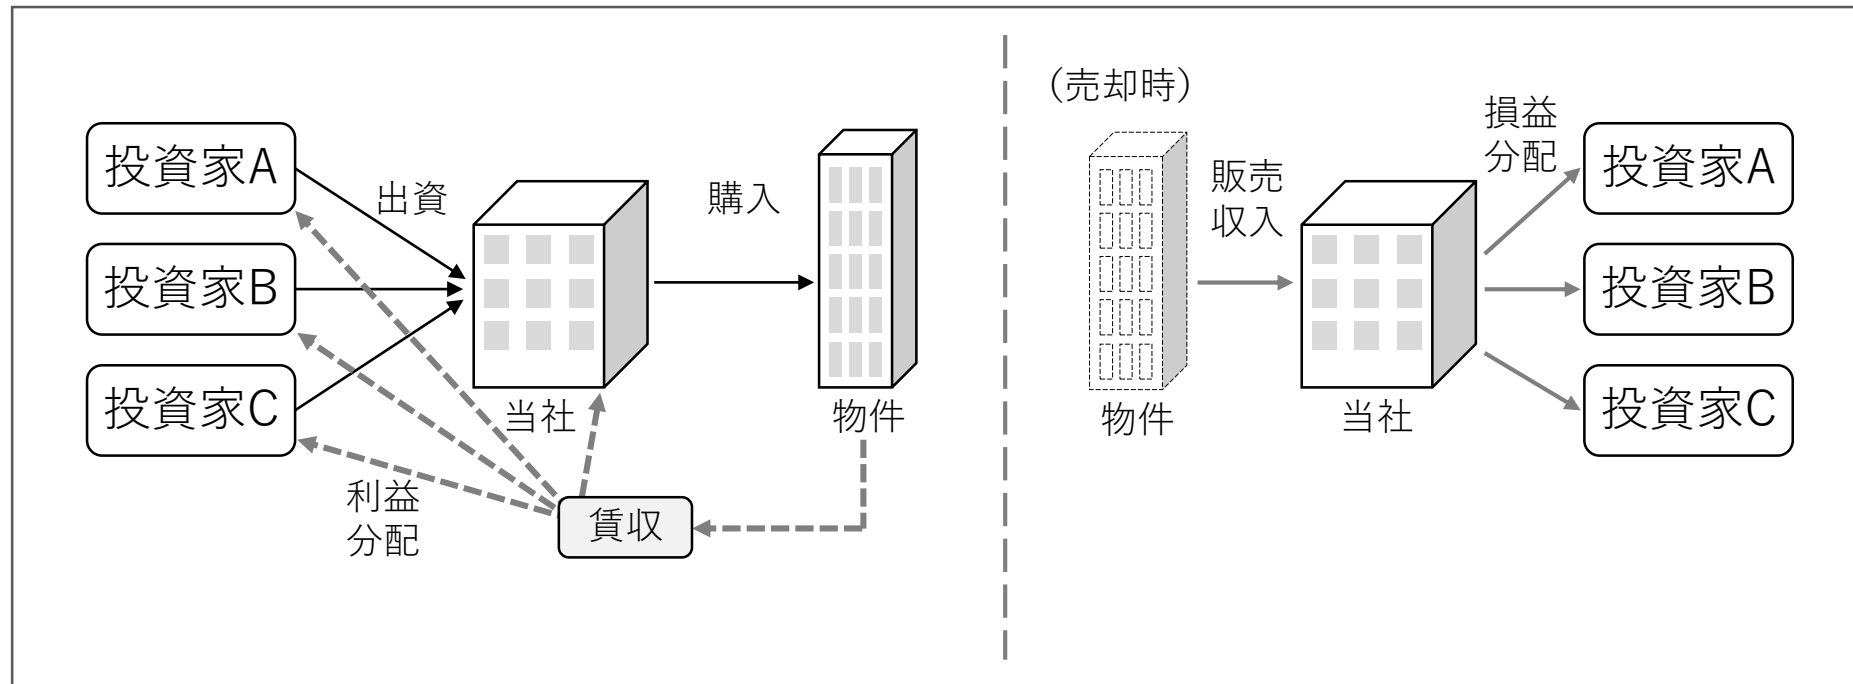 投資家A
投資家B
投資家C
出資
当社
購入
物件
賃収
利益
分配
（売却時）
物件
販売
収入
当社
損益
分配
投資家A
投資家B
投資家C